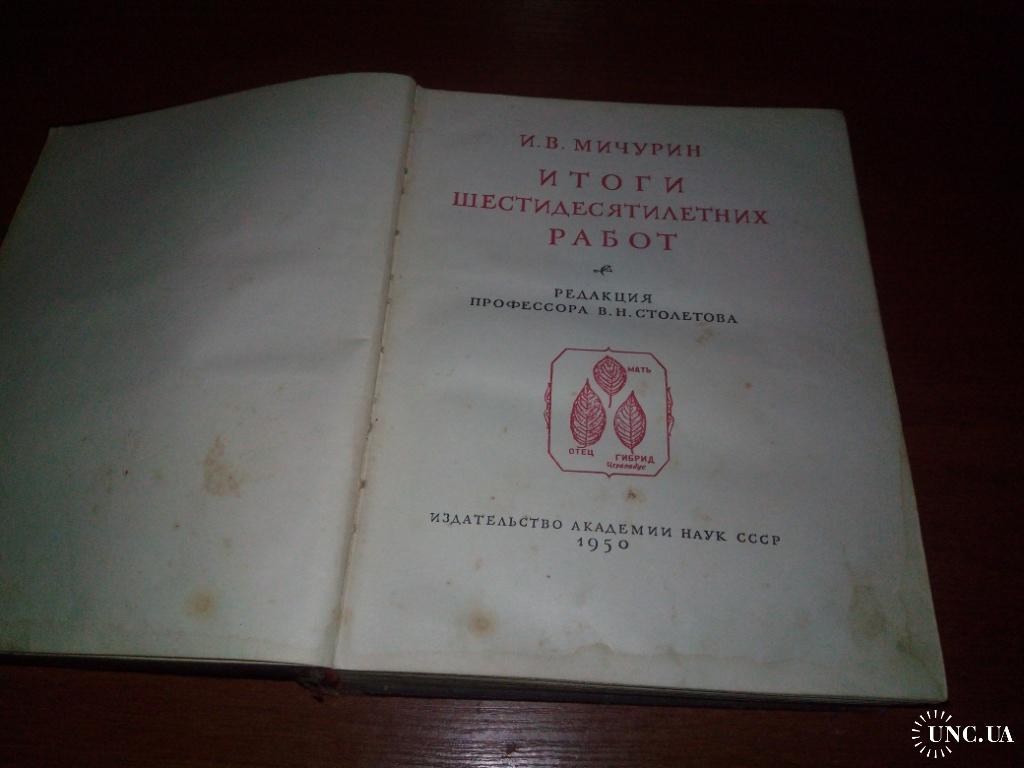 И.В. МИЧУРИН
ИТОГИ
ШЕСТИДЕСЯТИЛЕТНИХ
РАБОТ
РЕДАКЦИЯ
ПРОФЕССОРА В.Н. СТОЛЕТОВА
МАТЬ
ОТЕЦ
ГИБРИД
Церападус
ИЗДАТЕЛЬСТВО АКАДЕМИИ НАУК СССР
1950
UNC.UA